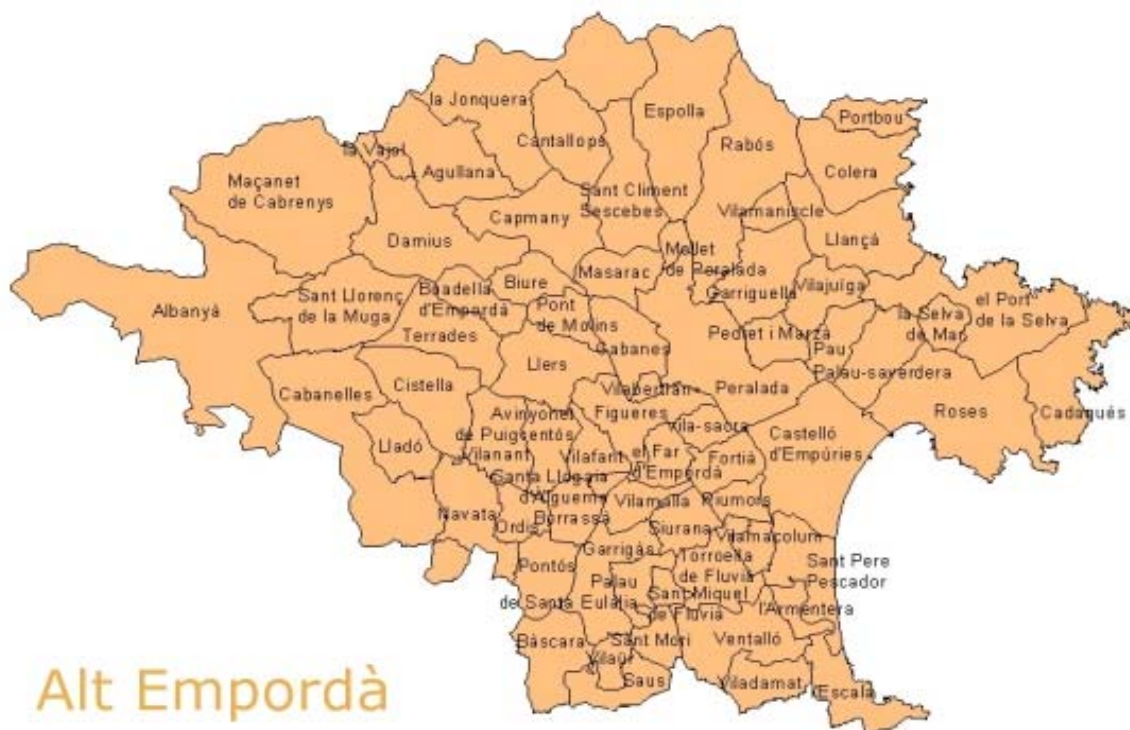 la Jonquera
Espolla
Portbou
Cantallops
Rabós
la Vajol
Agullana
Colera
Maçanet
de Cabrenys
Sant Climent
Sescebes
Capmany
Vilamaniscle
Darnius
Llançà
Mollet
de Peralada
Masarac
Biure
Boadella
d'Empordà
Garriguella
Vilajuïga
Sant Llorenç
de la Muga
Albanyà
Pont
de Molins
el Port
de la Selva
la Selva
de Mar
Terrades
Cabanes
Pedret i Marzà
Pau
Llers
Palau-saverdera
Cistella
Cabanelles
Vilabertran
Peralada
Avinyonet
de Puigventós
Figueres
Roses
Cadaqués
Vila-sacra
Castelló
d'Empúries
Lladó
Vilanant
Vilafant
el Far
d'Empordà
Fortià
Santa Llogaia
d'Àlguema
Vilamalla
Riumors
Navata
Ordis
Borrassà
Siurana
Vilamacolum
Garrigàs
Torroella
de Fluvià
Sant Pere
Pescador
Pontós
Palau
de Santa Eulàlia
Sant Miquel
de Fluvià
l'Armentera
Bàscara
Sant Mori
Ventalló
Vilaür
Saus
Viladamat
l'Escala
Alt Empordà